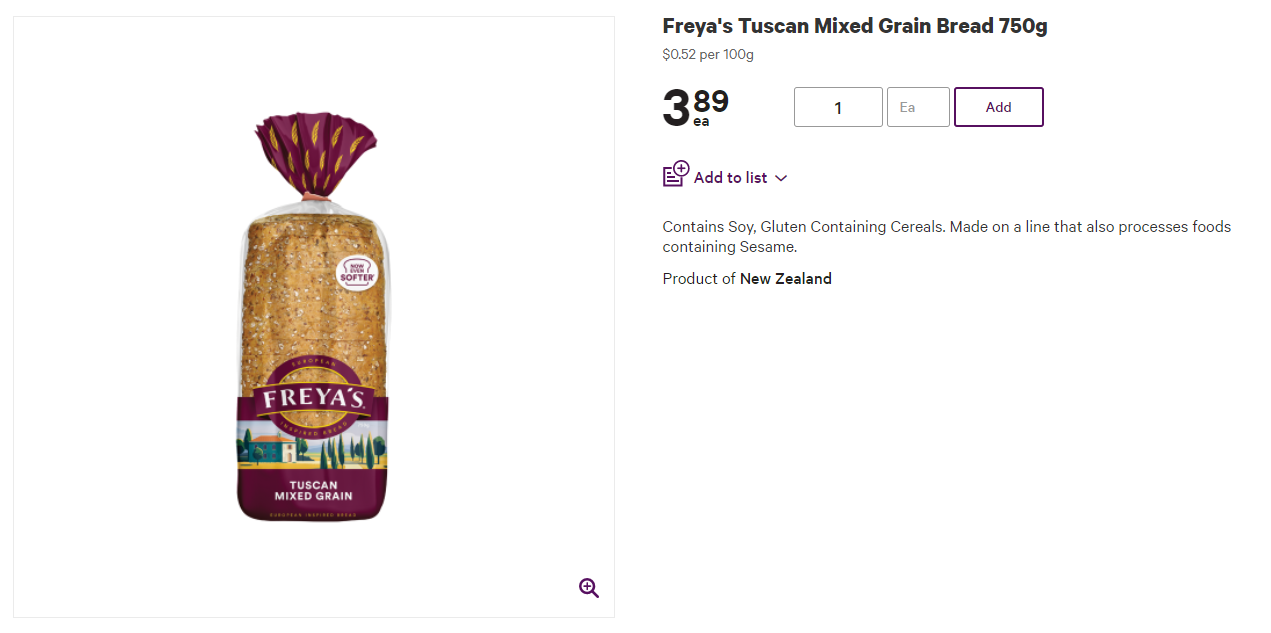 Freya's Tuscan Mixed Grain Bread 750g
$0.52 per 100g
3 89
ea
1
Ea
Add
Add to list
Contains Soy, Gluten Containing Cereals. Made on a line that also processes foods
containing Sesame.
Product of New Zealand
NOW
EVEN
SOFTER
EUROPEAN
FREYA'S
INSPIRED BREAD
TUSCAN
MIXED GRAIN
EUROPEAN INSPIRED BREAD